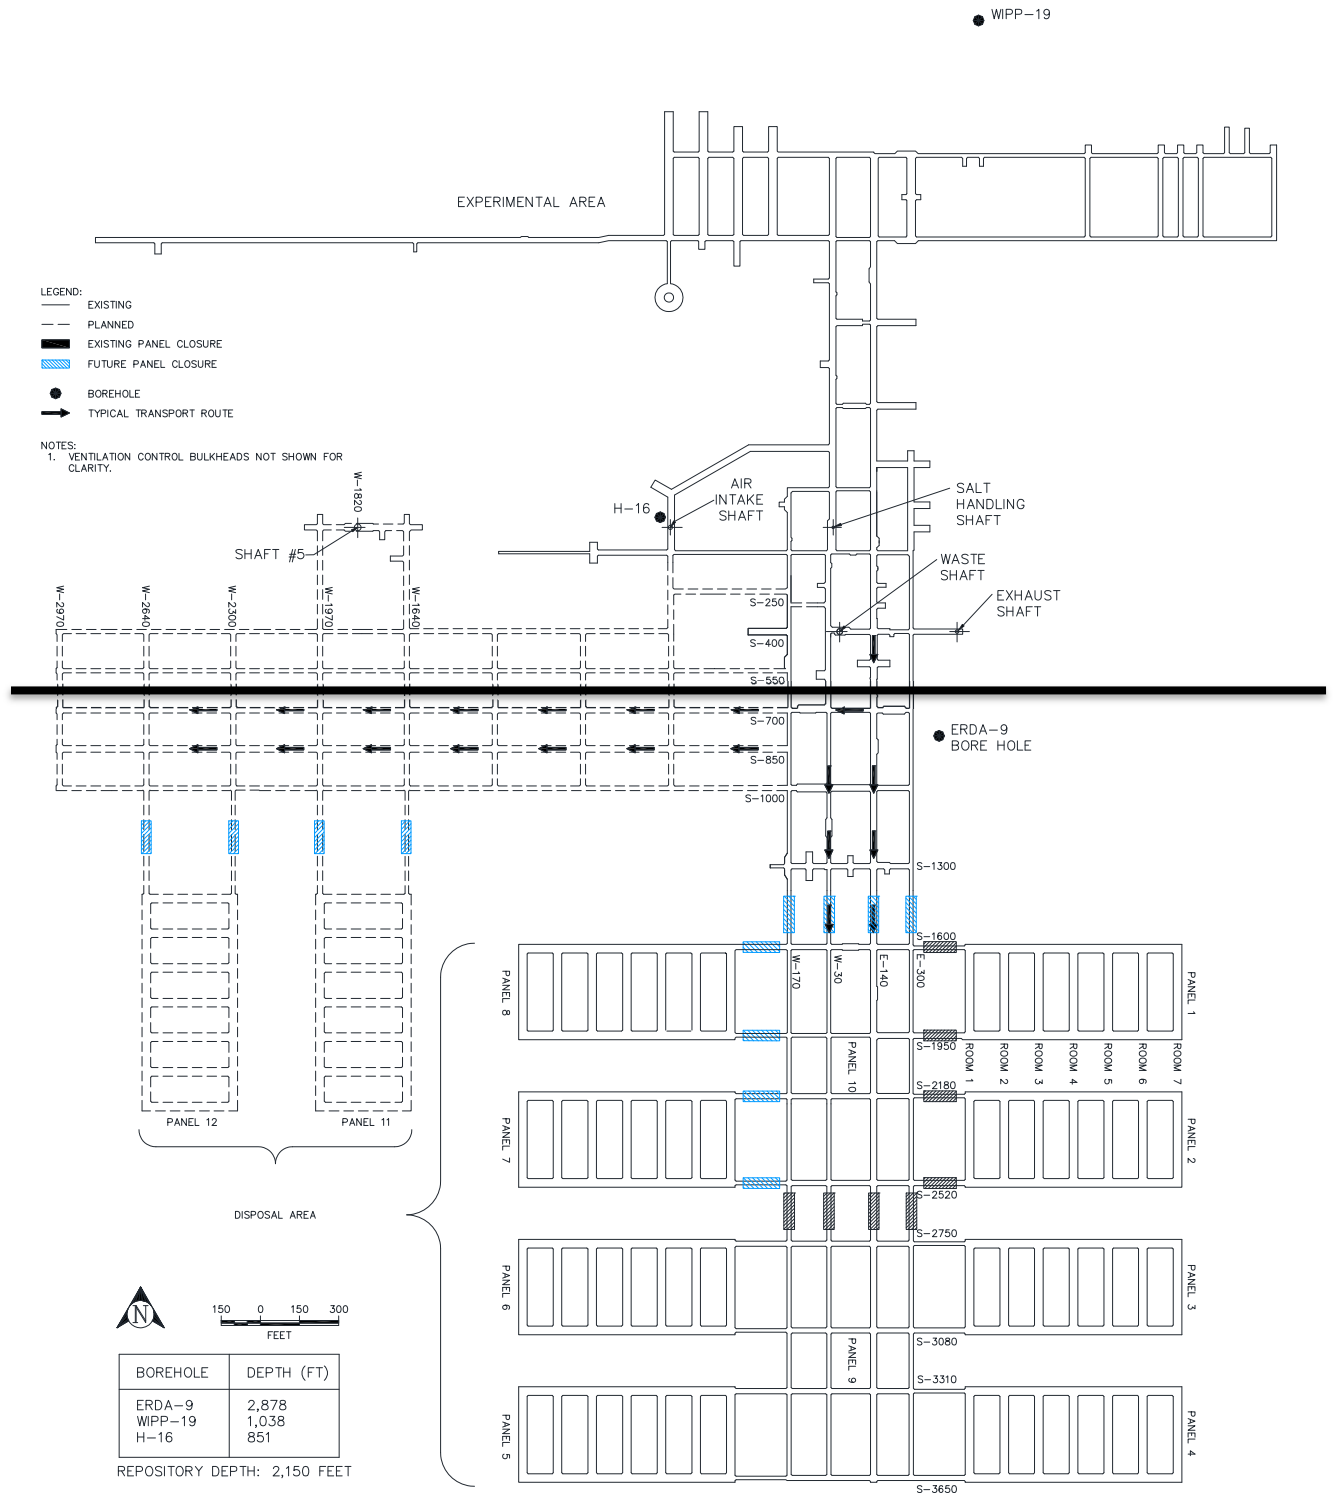 WIPP-19
EXPERIMENTAL AREA
LEGEND:
EXISTING
PLANNED
EXISTING PANEL CLOSURE
FUTURE PANEL CLOSURE
BOREHOLE
TYPICAL TRANSPORT ROUTE
NOTES:
1. VENTILATION CONTROL BULKHEADS NOT SHOWN FOR
CLARITY.
W-1820
H-16
AIR
INTAKE
SHAFT
SALT
HANDLING
SHAFT
SHAFT #5
WASTE
SHAFT
EXHAUST
SHAFT
W-2970
W-2640
W-2300
W-1970
W-1640
S-250
S-400
S-550
S-700
ERDA-9
BORE HOLE
S-850
S-1000
S-1300
S-1600
W-170
W-30
E-140
E-300
PANEL 8
PANEL 1
S-1950
PANEL 10
ROOM 1
ROOM 2
ROOM 3
ROOM 4
ROOM 5
ROOM 6
ROOM 7
S-2180
PANEL 12
PANEL 11
PANEL 7
PANEL 2
S-2520
DISPOSAL AREA
S-2750
PANEL 6
PANEL 3
N
150 0 150 300
FEET
S-3080
PANEL 9
S-3310
BOREHOLE DEPTH (FT)
ERDA-9 2,878
WIPP-19 1,038
H-16 851
PANEL 5
PANEL 4
REPOSITORY DEPTH: 2,150 FEET
S-3650